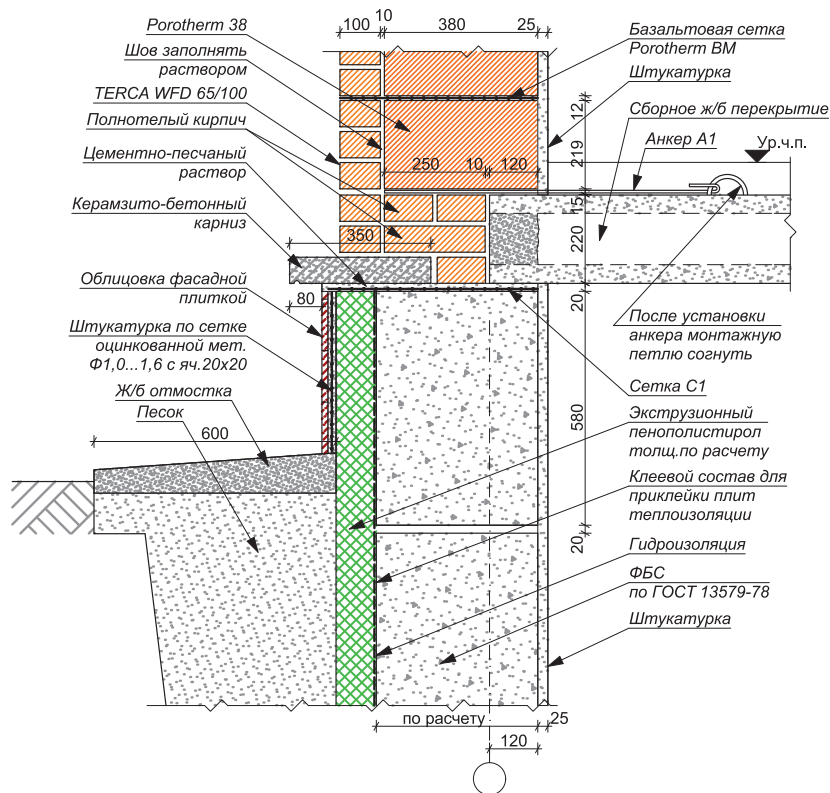 10
100
380
25
Porotherm 38
Шов заполнять
раствором
TERCA WFD 65/100
Полнотелый кирпич
Цементно-песчаный
раствор
Керамзито-бетонный
карниз
350
Облицовка фасадной
плиткой
80
Штукатурка по сетке
оцинкованной мет.
Ф1,0...1,6 с яч.20х20
Ж/б отмостка
Песок
600
250
10
120
Базальтовая сетка
Porotherm BM
Штукатурка
12
Сборное ж/б перекрытие
Анкер А1
Ур.ч.п.
219
15
220
20
После установки
анкера монтажную
петлю согнуть
Сетка С1
580
Экструзионный
пенополистирол
толщ.по расчету
Клеевой состав для
приклейки плит
теплоизоляции
20
Гидроизоляция
ФБС
по ГОСТ 13579-78
Штукатурка
по расчету
25
120